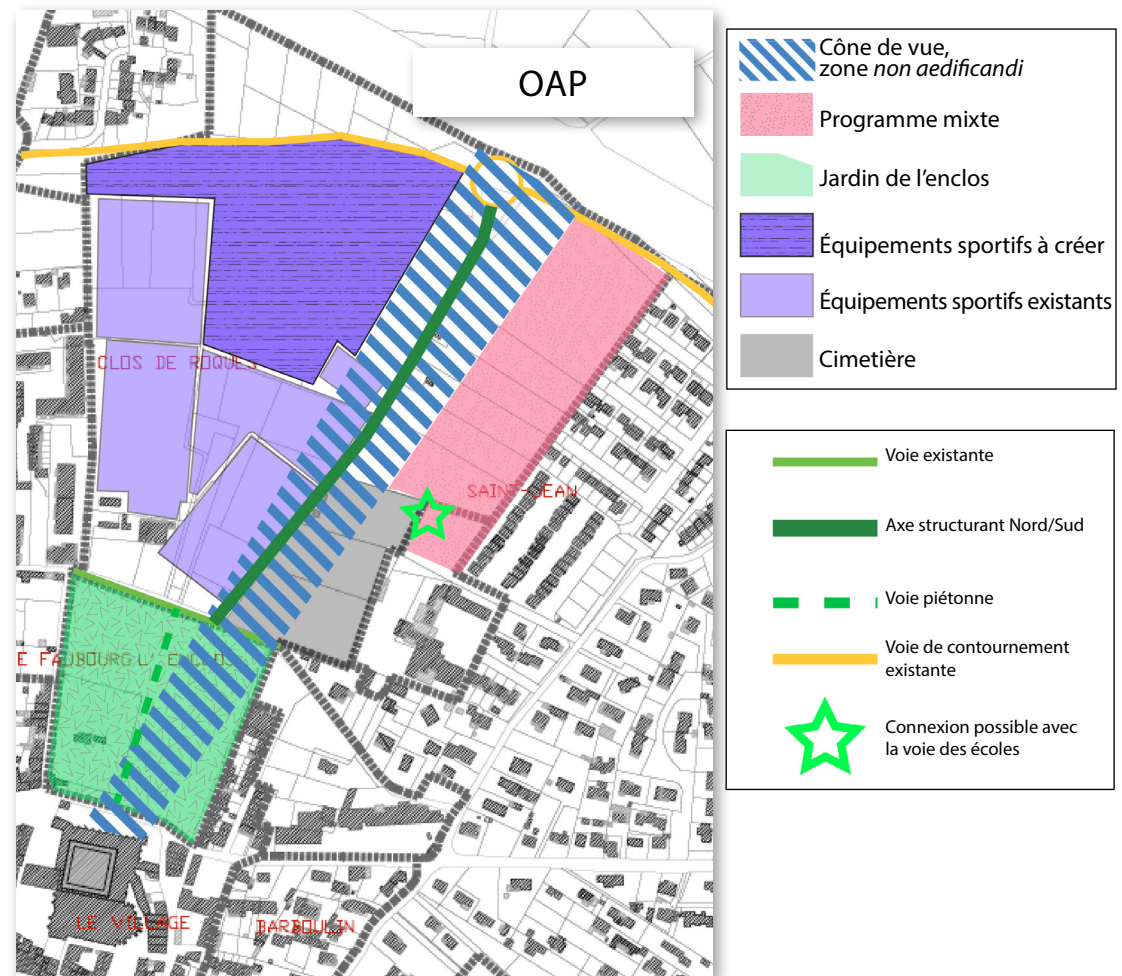 OAP
CLOS DE ROQUES
SAINT-JEAN
E FAUBOURG L' ENCLOS
LE VILLAGE
BARBOULIN
Cône de vue,
zone non aedificandi
Programme mixte
Jardin de l'enclos
Équipements sportifs à créer
Équipements sportifs existants
Cimetière
Voie existante
Axe structurant Nord/Sud
Voie piétonne
Voie de contournement
existante
Connexion possible avec
la voie des écoles